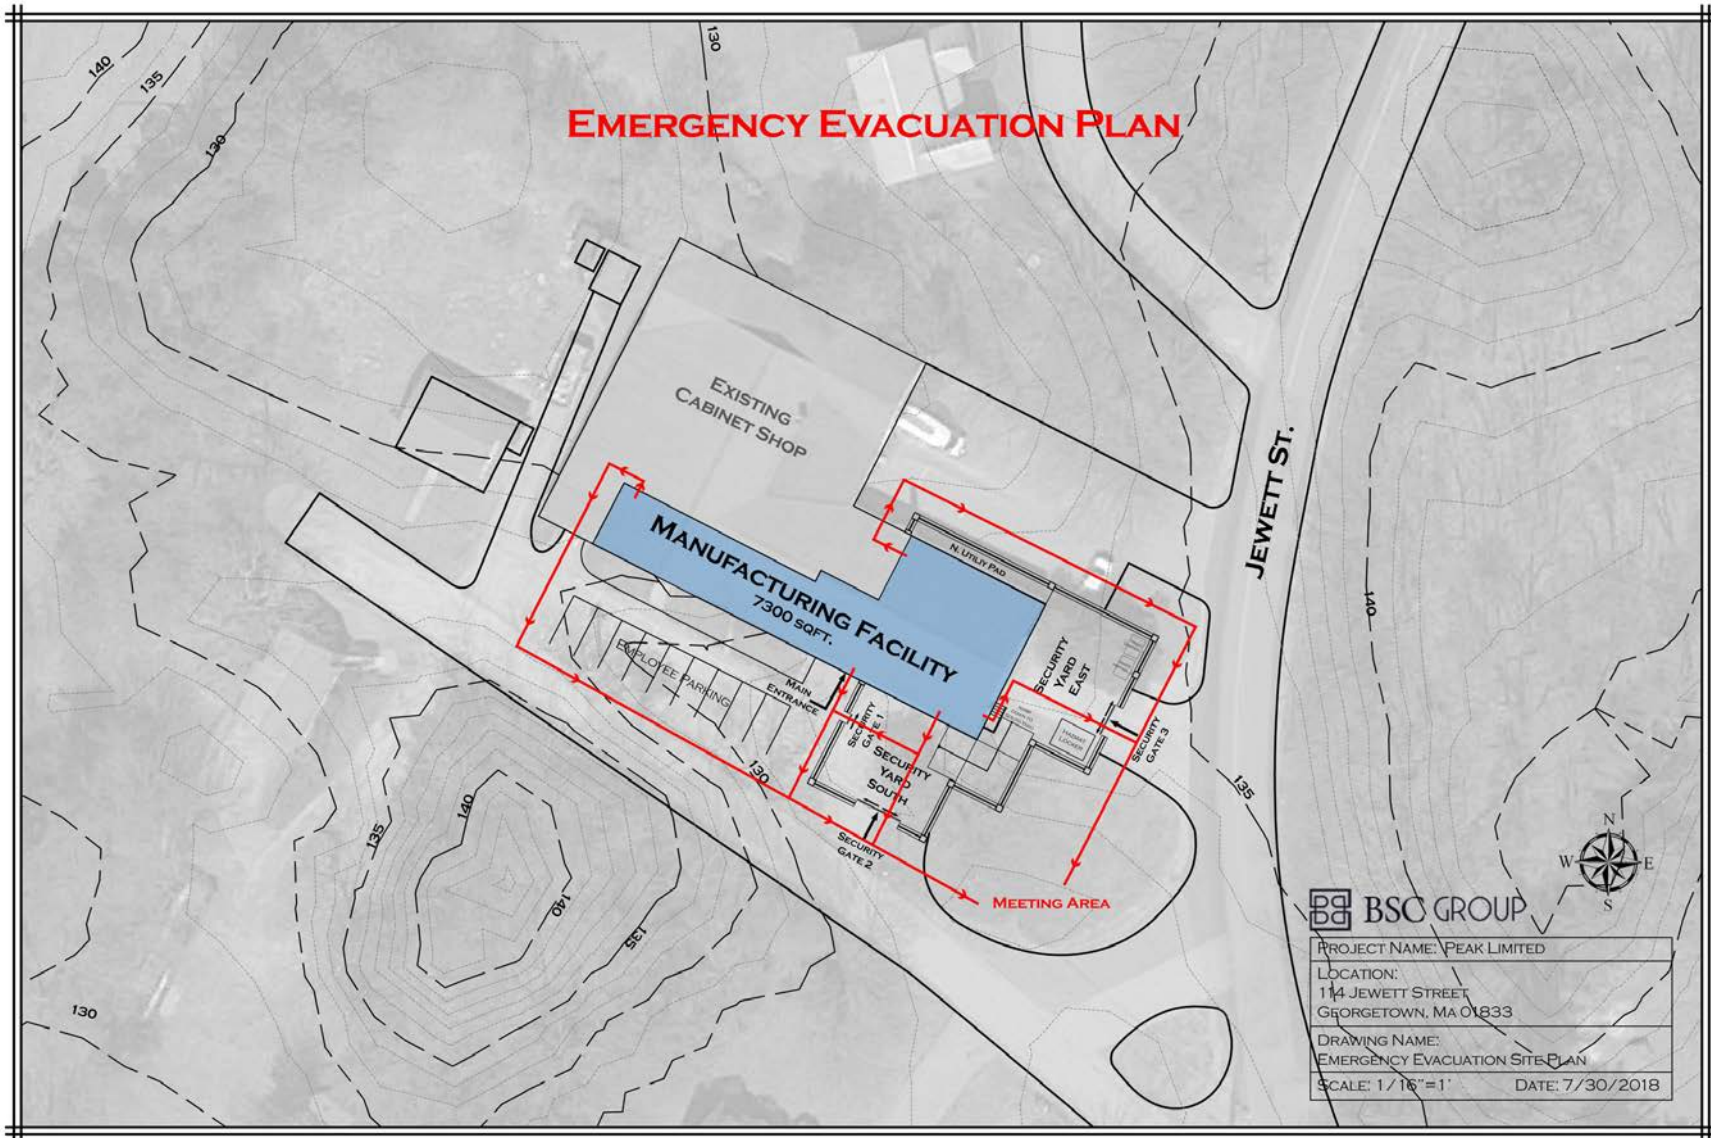 EMERGENCY EVACUATION PLAN
140
135
130
130
EXISTING
CABINET SHOP
JEWETT ST.
MANUFACTURING FACILITY
7300 SQFT.
N. UTILIY PAD
140
EMPLOYEE PARKING
MAIN
ENTRANCE
SECURITY
YARD
EAST
SECURITY
GATE 1
SECURITY
YARD
SOUTH
HAZMAT
LOCKER
SECURITY
GATE 3
SECURITY
GATE 2
130
135
140
135
140
135
130
MEETING AREA
N
W
E
S
BSC GROUP
PROJECT NAME: PEAK LIMITED
LOCATION:
114 JEWETT STREET
GEORGETOWN, MA 01833
DRAWING NAME:
EMERGENCY EVACUATION SITE PLAN
SCALE: 1/16"=1'
DATE: 7/30/2018